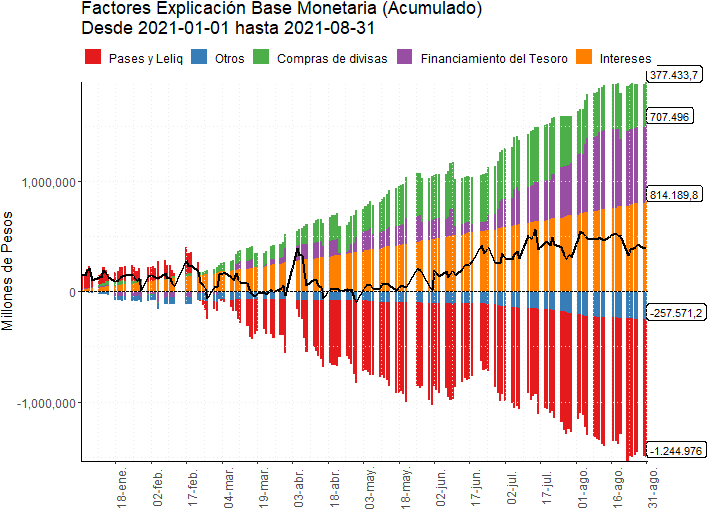 Factores Explicación Base Monetaria (Acumulado)
Desde 2021-01-01 hasta 2021-08-31
Pases y Leliq
Otros
Compras de divisas
Financiamiento del Tesoro
Intereses
Millones de Pesos
1,000,000
0
-1,000,000
377.433,7
707.496
814.189,8
-257.571,2
-1.244.976
18-ene.
02-feb.
17-feb.
04-mar.
19-mar.
03-abr.
18-abr.
03-may.
18-may.
02-jun.
17-jun.
02-jul.
17-jul.
01-ago.
16-ago.
31-ago.